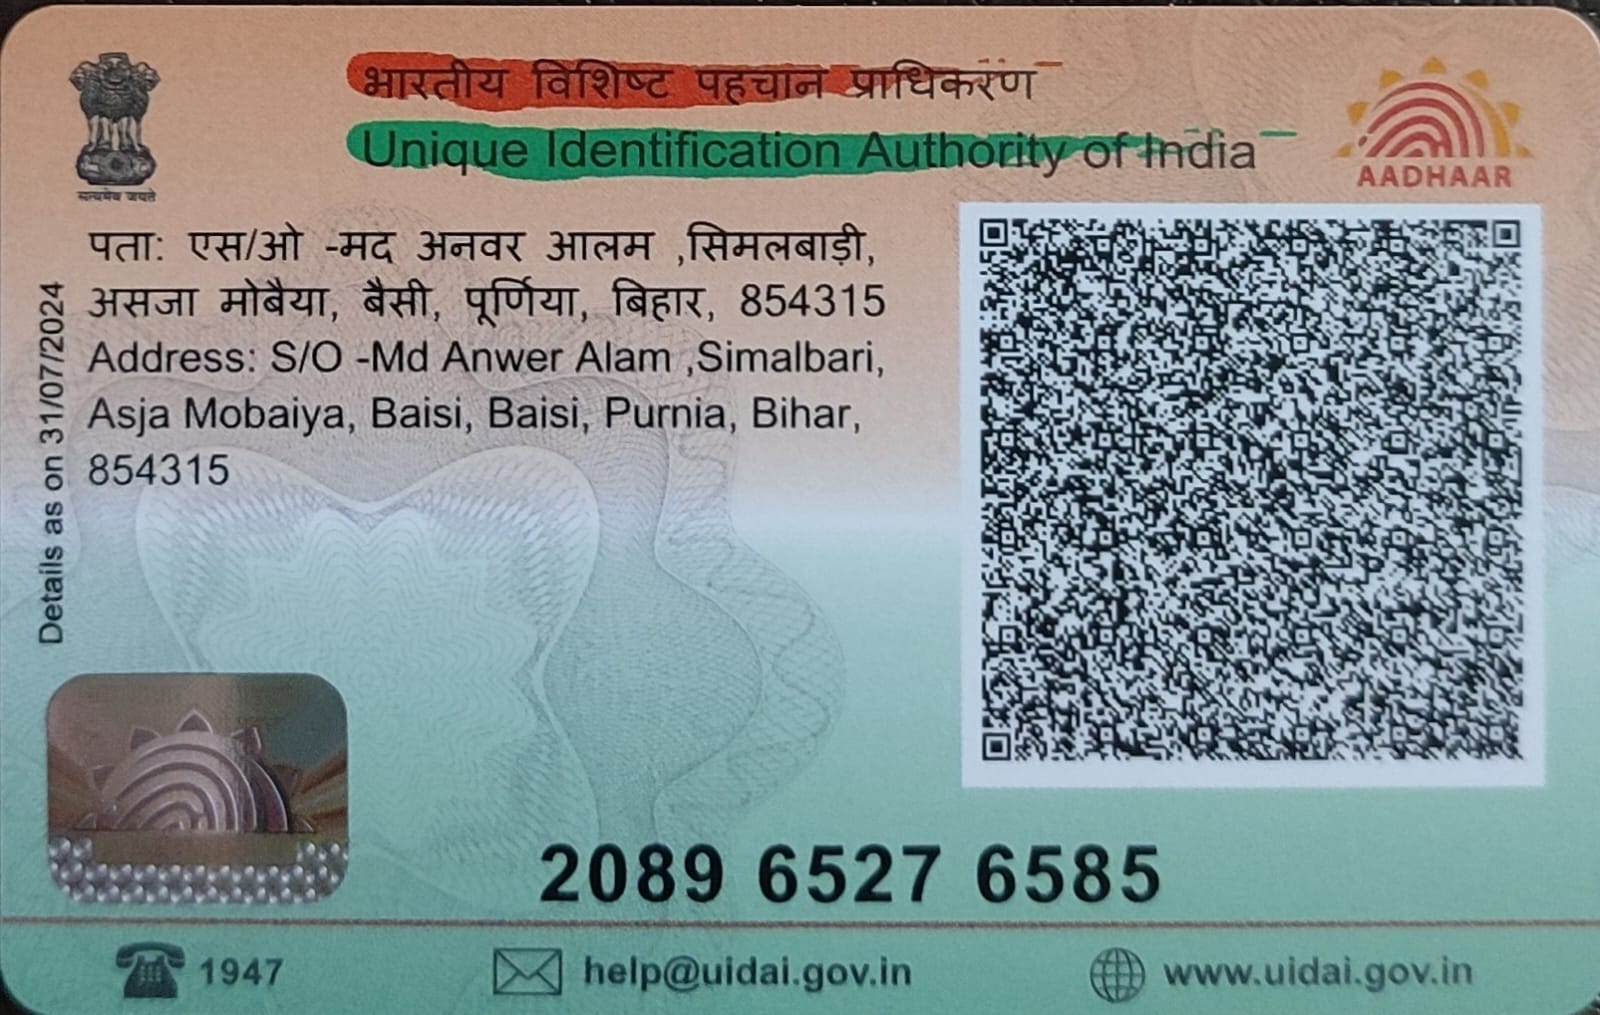 भारतीय विशिष्ट पहचान प्राधिकरण
Unique Identification Authority of India
सत्यमेव जयते
AADHAAR
पता: एस/ओ -मद अनवर आलम ,सिमलबाड़ी,
असजा मोबैया, बैसी, पूर्णिया, बिहार, 854315
Address: S/O -Md Anwer Alam ,Simalbari,
Asja Mobaiya, Baisi, Baisi, Purnia, Bihar,
854315
Details as on 31/07/2024
2089 6527 6585
1947
help@uidai.gov.in
www.uidai.gov.in